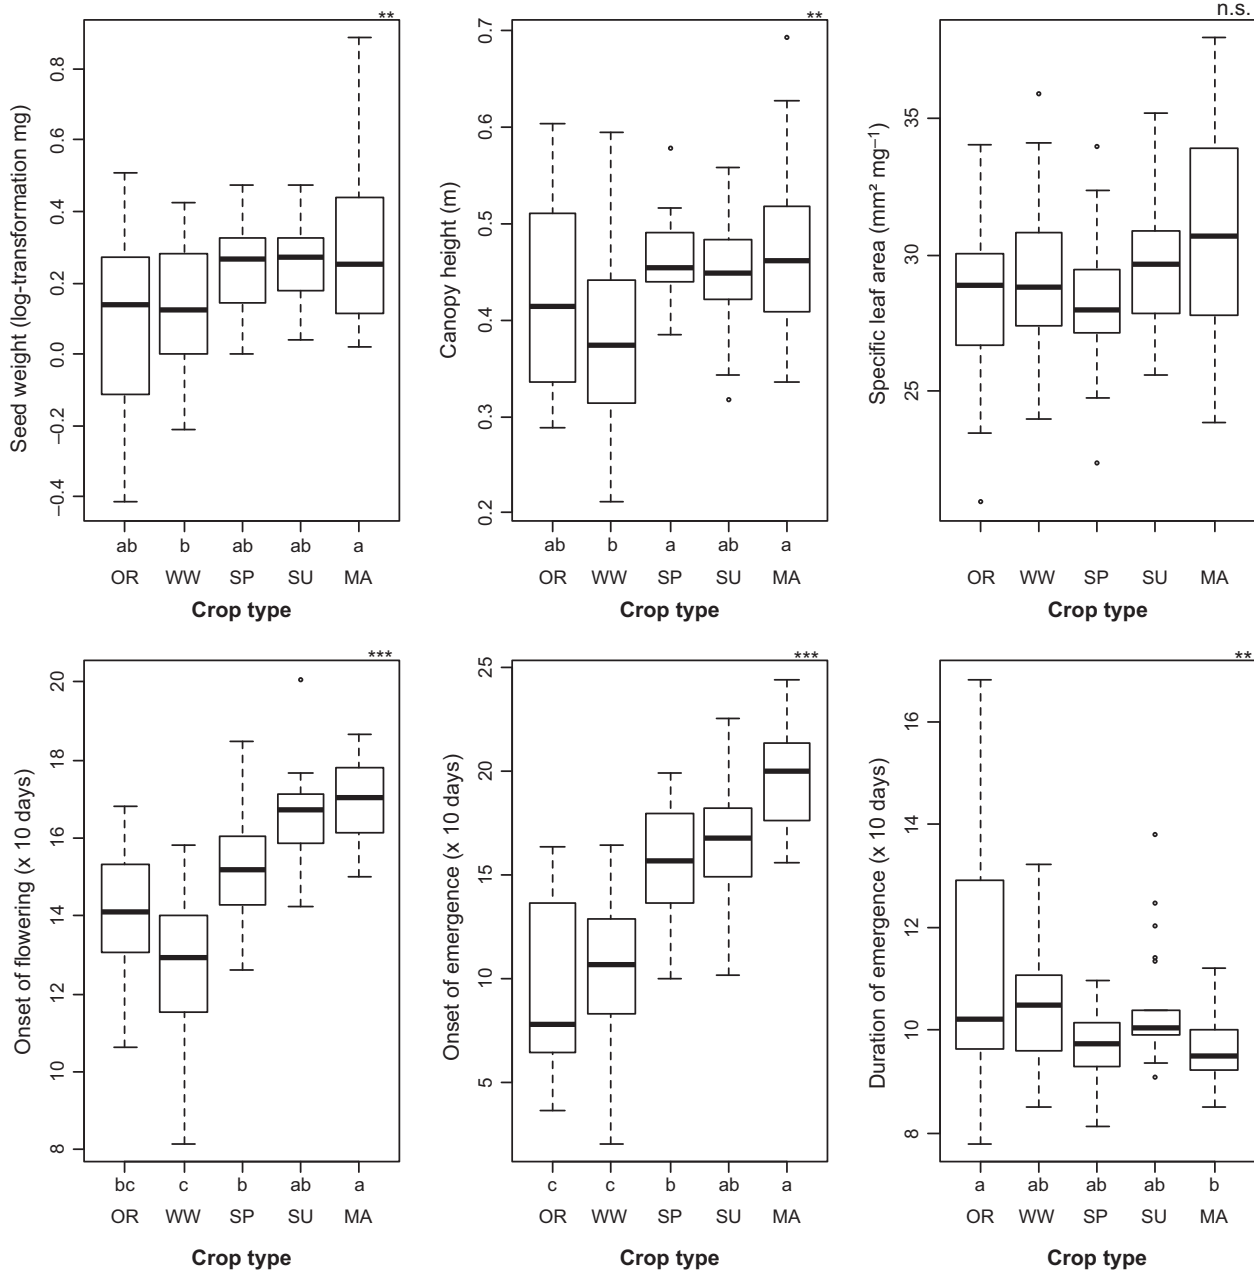 **
Seed weight (log-transformation mg)
0.8
0.6
0.4
0.2
0.0
−0.2
−0.4
ab b ab ab a
OR WW SP SU MA
Crop type
**
Canopy height (m)
0.7
0.6
0.5
0.4
0.3
0.2
ab b a ab a
OR WW SP SU MA
Crop type
n.s.
Specific leaf area (mm² mg⁻¹)
35
30
25
OR WW SP SU MA
Crop type
***
Onset of flowering (x 10 days)
20
18
16
14
12
10
8
bc c b ab a
OR WW SP SU MA
Crop type
***
Onset of emergence (x 10 days)
25
20
15
10
5
c c b ab a
OR WW SP SU MA
Crop type
**
Duration of emergence (x 10 days)
16
14
12
10
8
a ab ab ab b
OR WW SP SU MA
Crop type